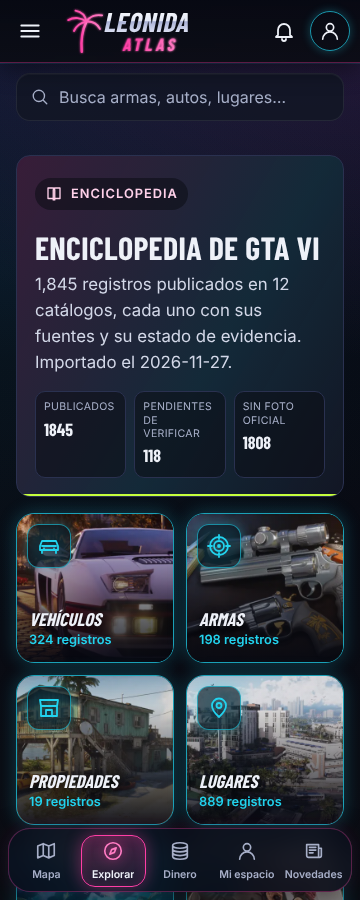 LEONIDA
ATLAS
Busca armas, autos, lugares...
ENCICLOPEDIA
ENCICLOPEDIA DE GTA VI
1,845 registros publicados en 12
catálogos, cada uno con sus
fuentes y su estado de evidencia.
Importado el 2026-11-27.
PUBLICADOS
1845
PENDIENTES
DE
VERIFICAR
118
SIN FOTO
OFICIAL
1808
VEHÍCULOS
324 registros
ARMAS
198 registros
PROPIEDADES
19 registros
LUGARES
889 registros
Mapa
Explorar
Dinero
Mi espacio
Novedades